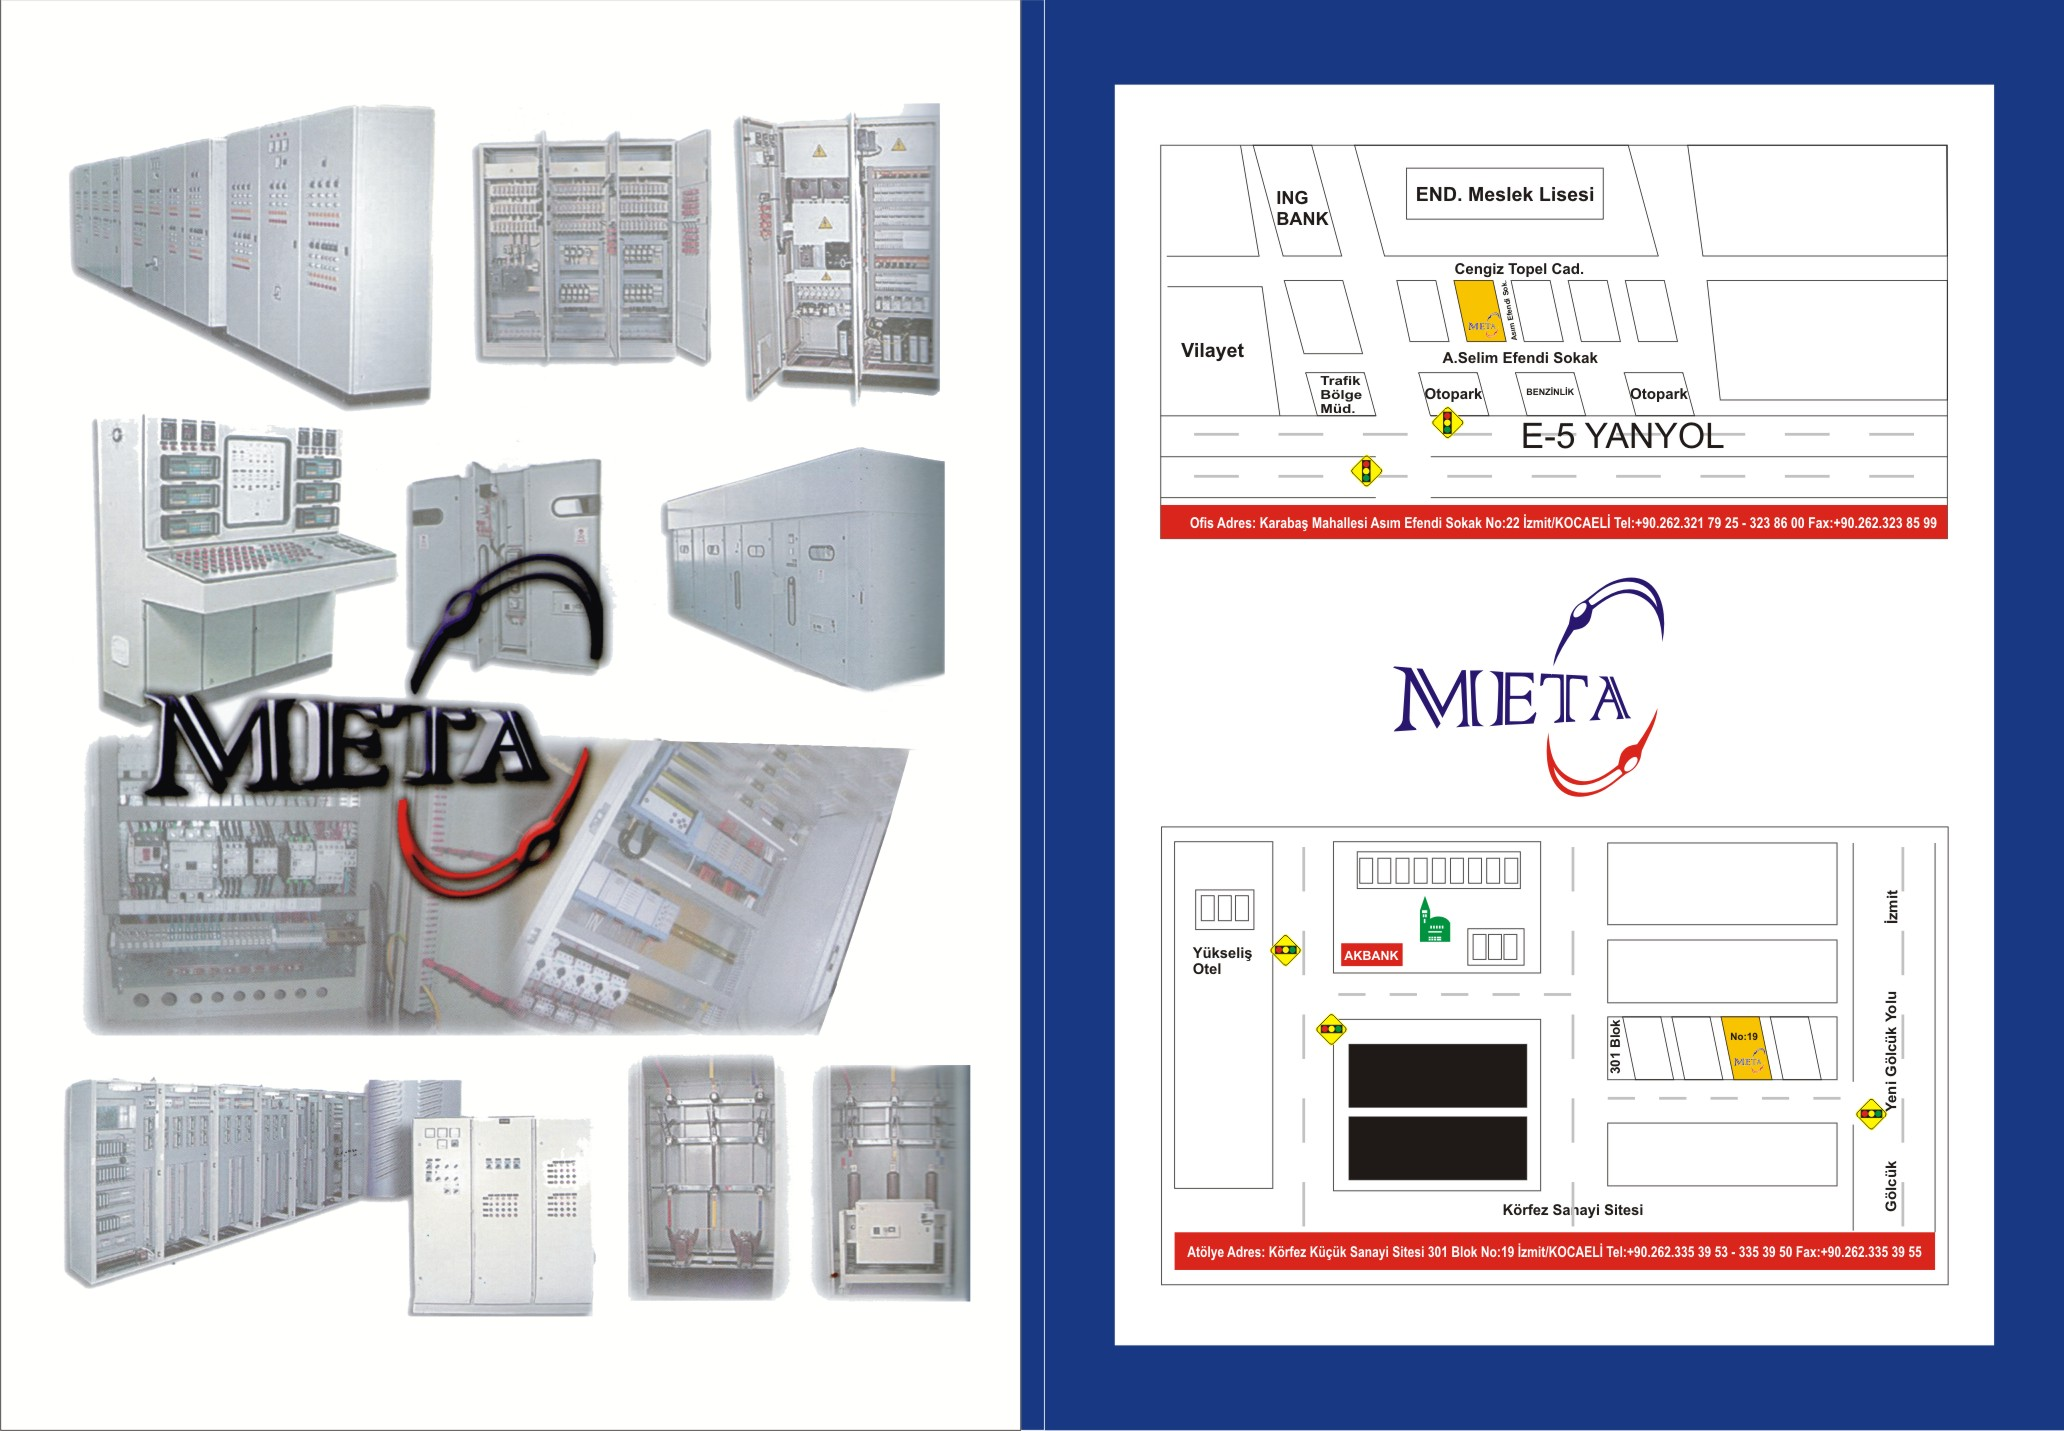 META
ING
BANK
END. Meslek Lisesi
Cengiz Topel Cad.
META
Asım Efendi Sok.
Vilayet
A.Selim Efendi Sokak
Trafik
Bölge
Müd.
Otopark
BENZİNLİK
Otopark
E-5 YANYOL
Ofis Adres: Karabaş Mahallesi Asım Efendi Sokak No:22 İzmit/KOCAELİ Tel:+90.262.321 79 25 - 323 86 00 Fax:+90.262.323 85 99
META
Yükseliş
Otel
AKBANK
301 Blok
No:19
META
İzmit
Yeni Gölcük Yolu
Gölcük
Körfez Sanayi Sitesi
Atölye Adres: Körfez Küçük Sanayi Sitesi 301 Blok No:19 İzmit/KOCAELİ Tel:+90.262.335 39 53 - 335 39 50 Fax:+90.262.335 39 55